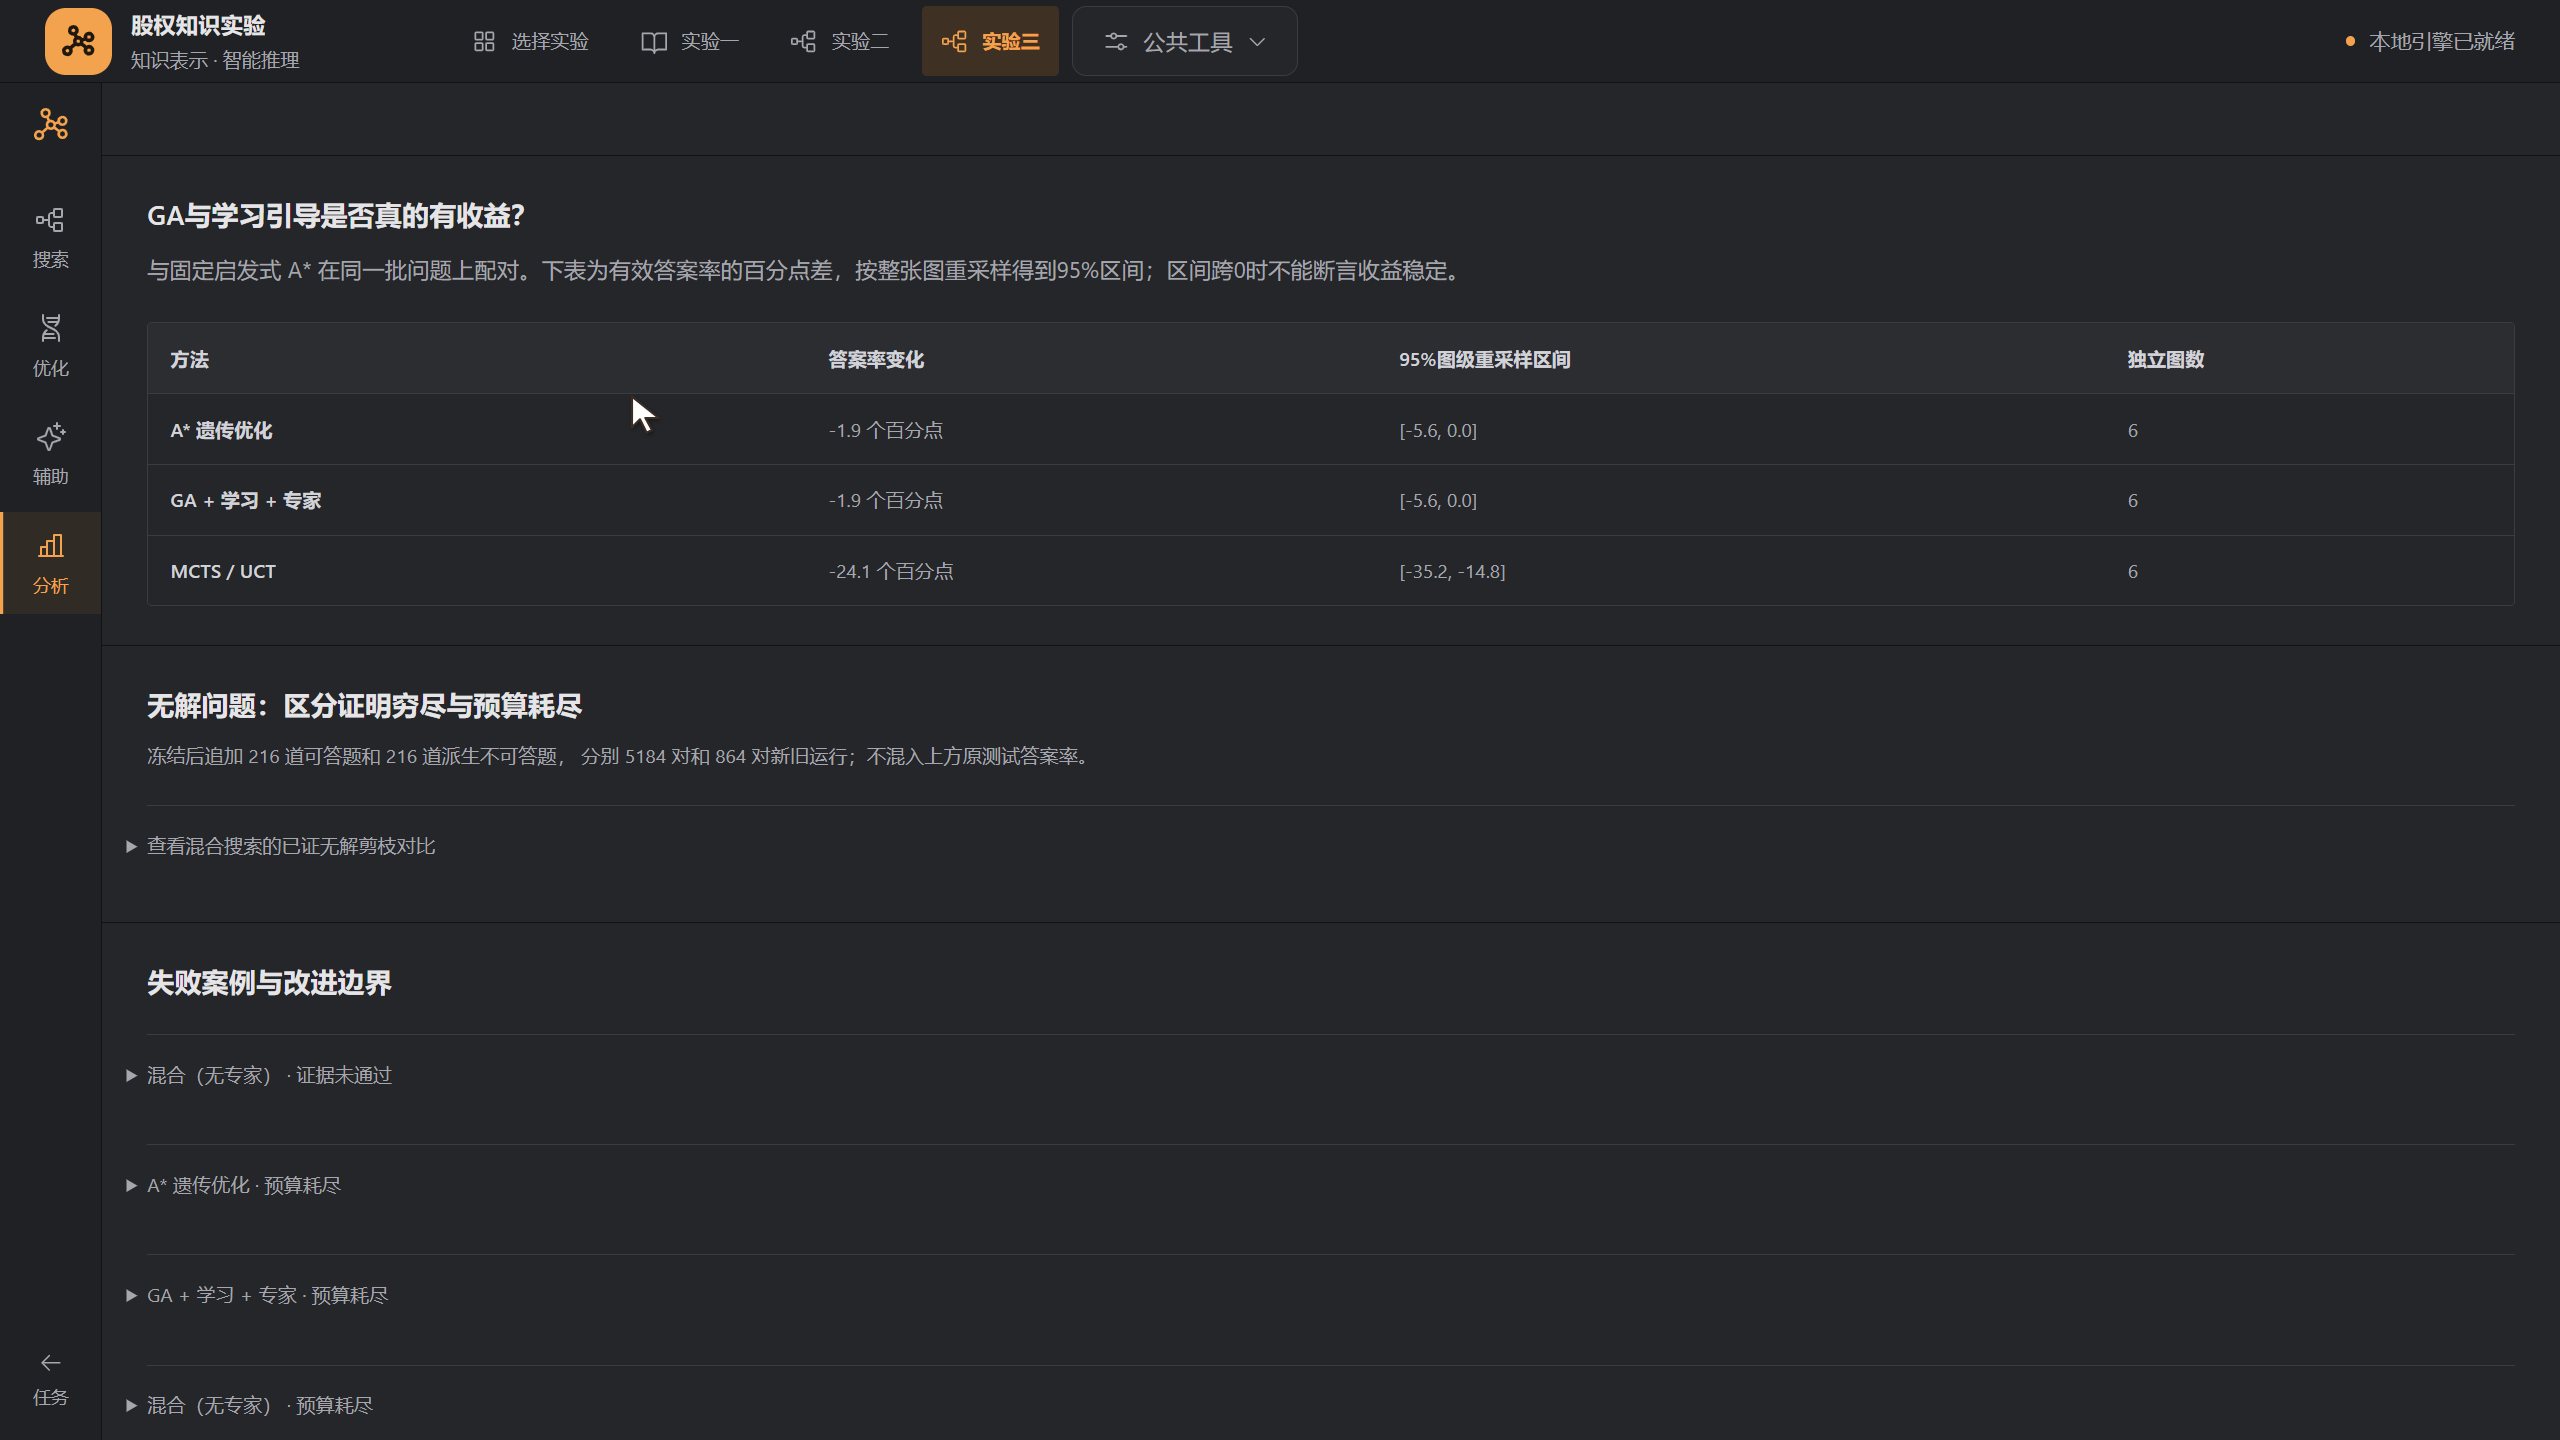 股权知识实验
知识表示 · 智能推理
选择实验
实验一
实验二
实验三
公共工具
本地引擎已就绪
搜索
优化
辅助
分析
任务
GA与学习引导是否真的有收益？
与固定启发式 A* 在同一批问题上配对。下表为有效答案率的百分点差，按整张图重采样得到95%区间；区间跨0时不能断言收益稳定。
方法 答案率变化 95%图级重采样区间 独立图数
A* 遗传优化 -1.9 个百分点 [-5.6, 0.0] 6
GA + 学习 + 专家 -1.9 个百分点 [-5.6, 0.0] 6
MCTS / UCT -24.1 个百分点 [-35.2, -14.8] 6
无解问题：区分证明穷尽与预算耗尽
冻结后追加 216 道可答题和 216 道派生不可答题， 分别 5184 对和 864 对新旧运行；不混入上方原测试答案率。
查看混合搜索的已证无解剪枝对比
失败案例与改进边界
混合（无专家） · 证据未通过
A* 遗传优化 · 预算耗尽
GA + 学习 + 专家 · 预算耗尽
混合（无专家） · 预算耗尽